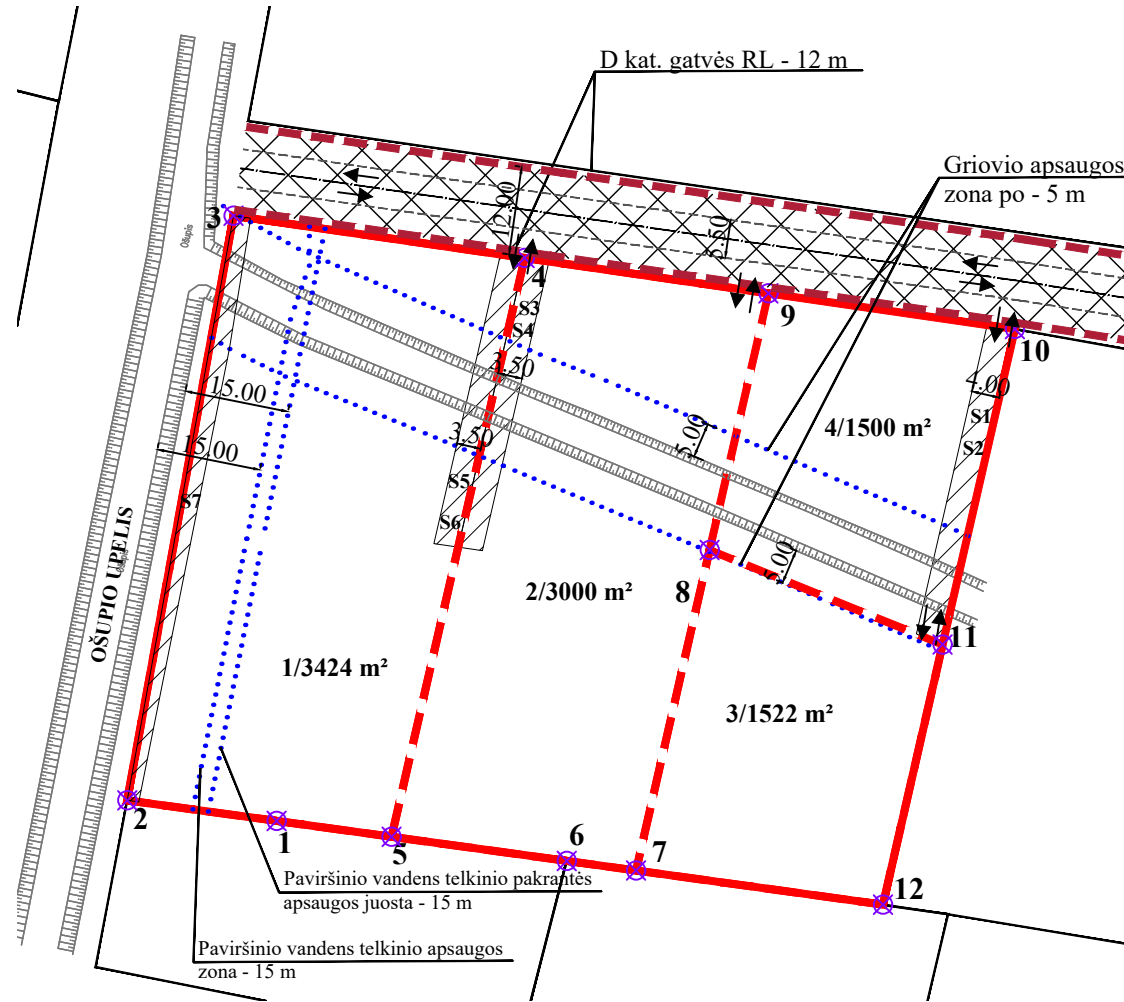 D kat. gatvės RL - 12 m
Griovio apsaugos
zona po - 5 m
12.00
3
Ošupis
4
S3
S4
3.50
9
10
4.00
S1
S2
15.00
15.00
3.50
5.00
4/1500 m²
S5
S6
S7
5.00
8
2/3000 m²
11
OŠUPIO UPELIS
1/3424 m²
3/1522 m²
2
1
5
6
7
12
Paviršinio vandens telkinio pakrantės
apsaugos juosta - 15 m
Paviršinio vandens telkinio apsaugos
zona - 15 m